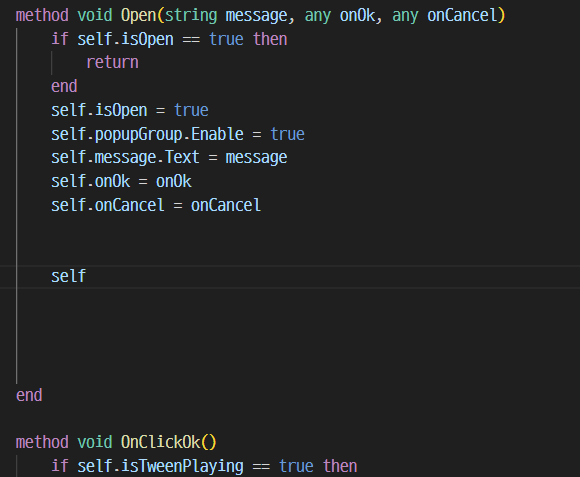 method void Open(string message, any onOk, any onCancel)
    if self.isOpen == true then
        return
    end
    self.isOpen = true
    self.popupGroup.Enable = true
    self.message.Text = message
    self.onOk = onOk
    self.onCancel = onCancel
    self
end
method void OnClickOk()
    if self.isTweenPlaying == true then